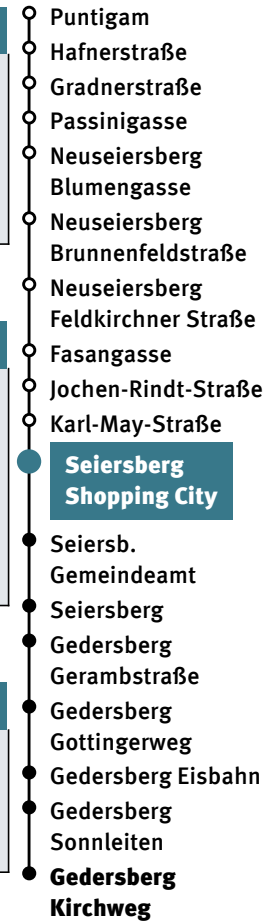 Puntigam
Hafnerstraße
Gradnerstraße
Passinigasse
Neuseiersberg
Blumengasse
Neuseiersberg
Brunnenfeldstraße
Neuseiersberg
Feldkirchner Straße
Fasangasse
Jochen-Rindt-Straße
Karl-May-Straße
Seiersberg
Shopping City
Seiersb.
Gemeindeamt
Seiersberg
Gedersberg
Gerambstraße
Gedersberg
Gottingerweg
Gedersberg Eisbahn
Gedersberg
Sonnleiten
Gedersberg
Kirchweg